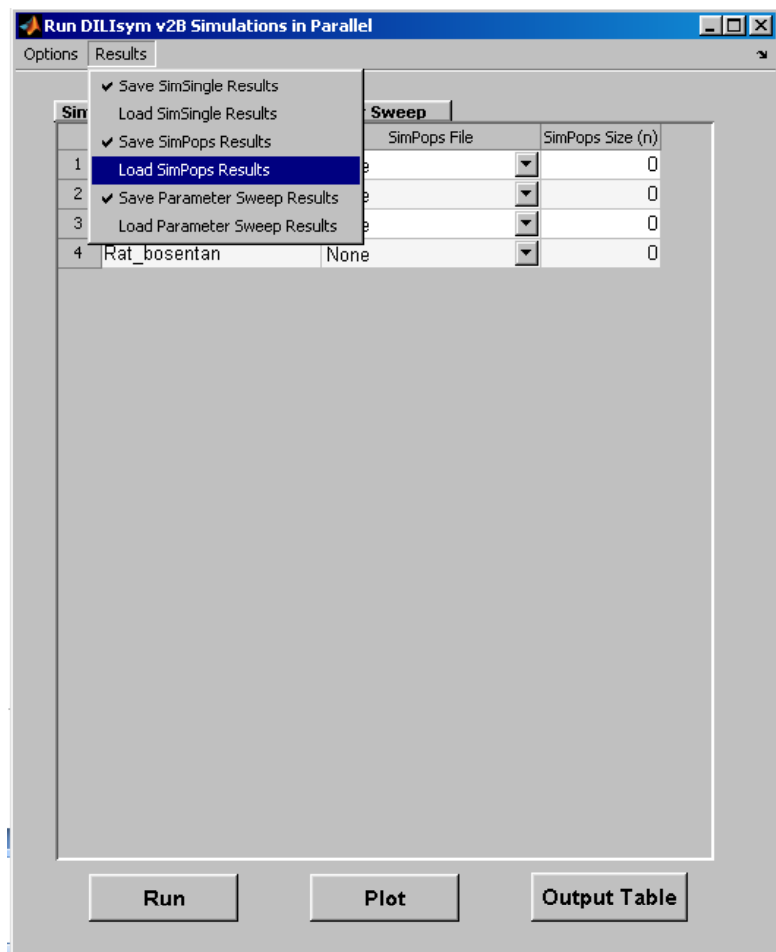 Run DILIsym v2B Simulations in Parallel
Options Results
Save SimSingle Results
Load SimSingle Results
Save SimPops Results
Load SimPops Results
Save Parameter Sweep Results
Load Parameter Sweep Results
Sweep
SimPops File SimPops Size (n)
1 0
2 0
3 0
4 Rat_bosentan None 0
Run Plot Output Table